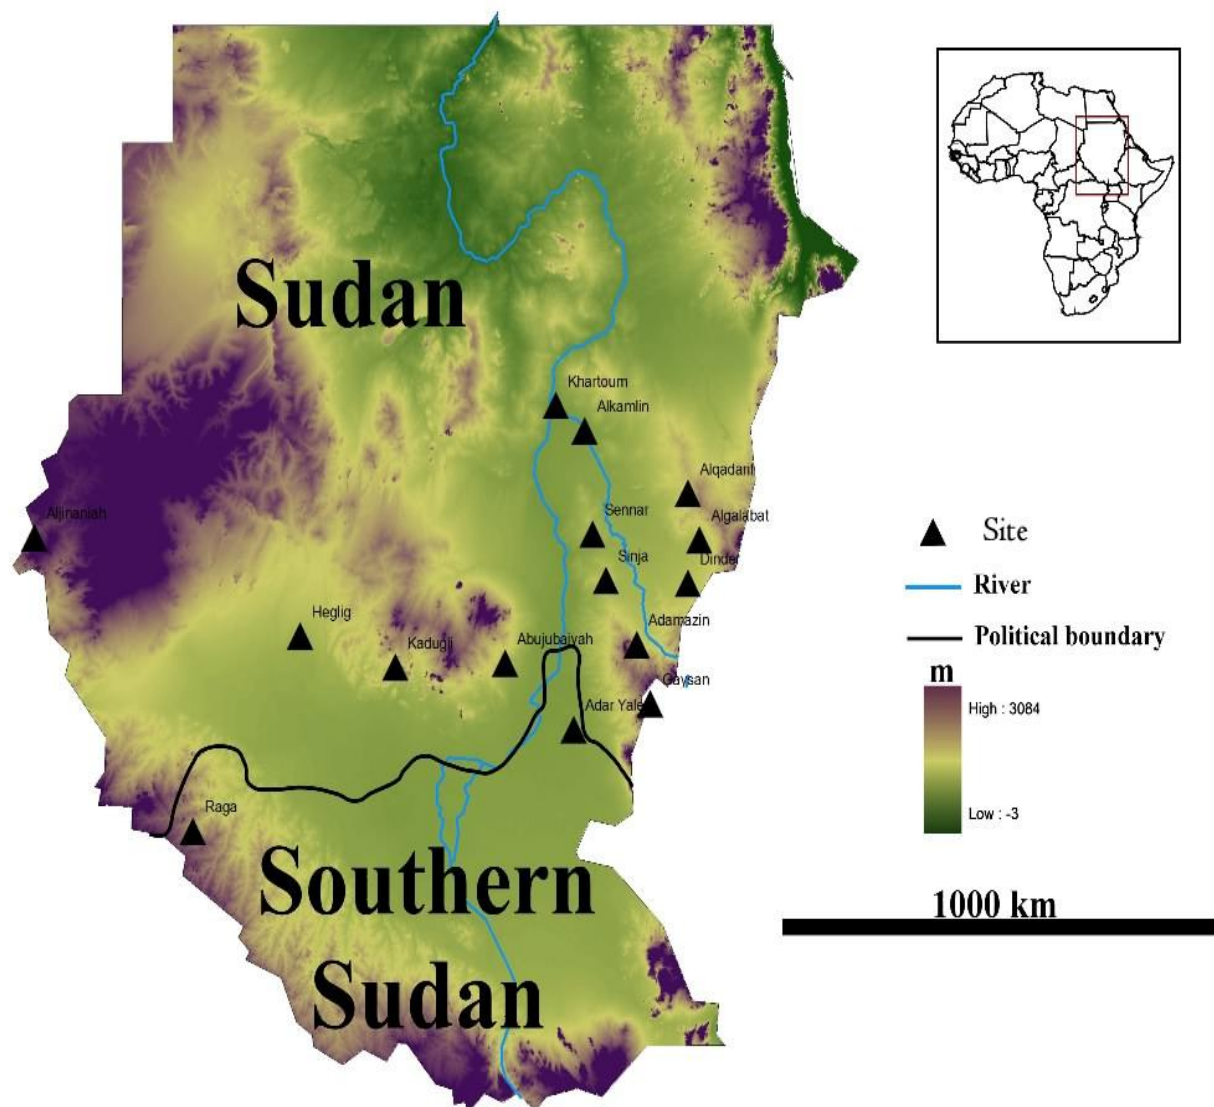 Sudan
Khartoum
Alkamlin
Alqadarif
Sennar
Algalabat
Aljinaniah
Sinja
Dinder
Heglig
Adamazin
Kadugli
Abujubaiyah
Gaysan
Adar Yale
Raga
Southern
Sudan
Site
River
Political boundary
m
High : 3084
Low : -3
1000 km